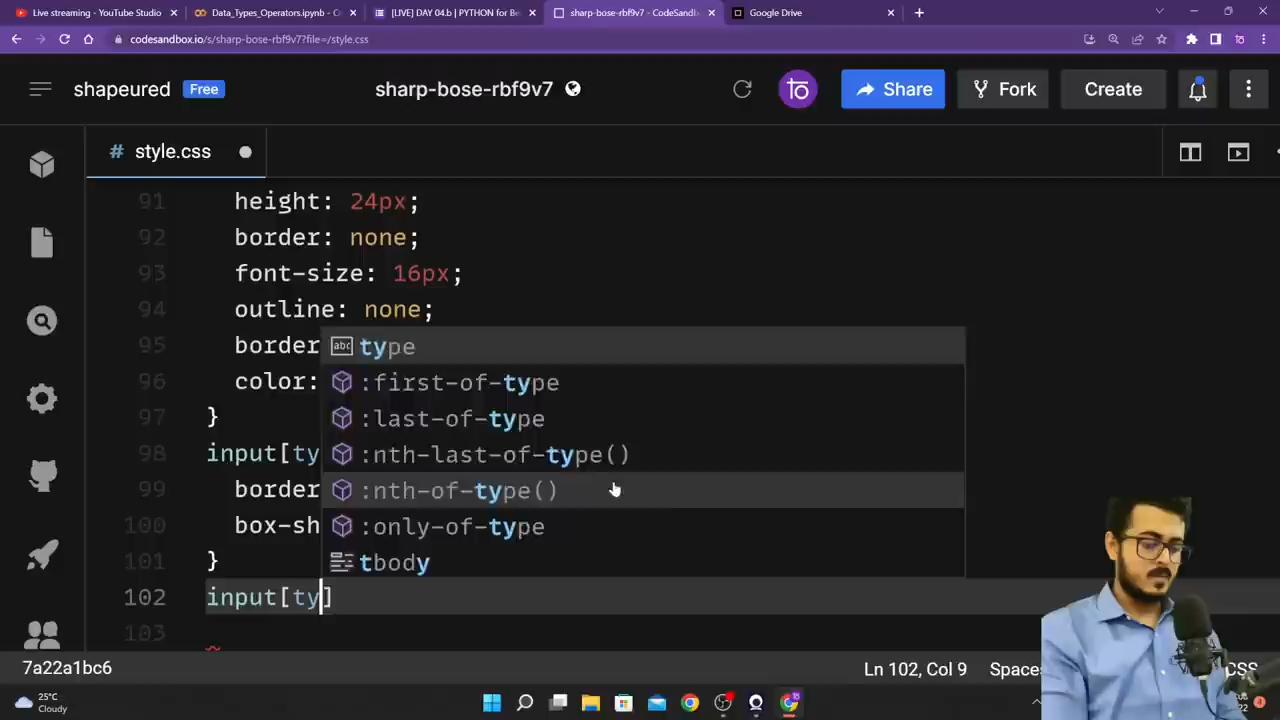 Live streaming - YouTube Studio
Data_Types_Operators.ipynb - C
[LIVE] DAY 04.b | PYTHON for Be
sharp-bose-rbf9v7 - CodeSandb
Google Drive
codesandbox.io/s/sharp-bose-rbf9v7?file=/style.css
shapeured Free
sharp-bose-rbf9v7
Share
Fork
Create
# style.css
91 height: 24px;
92 border: none;
93 font-size: 16px;
94 outline: none;
95 border
96 color:
97 }
98 input[ty
99 border
100 box-sh
101 }
102 input[ty]
103
type
:first-of-type
:last-of-type
:nth-last-of-type()
:nth-of-type()
:only-of-type
tbody
7a22a1bc6
Ln 102, Col 9
Spaces
CSS
25°C
Cloudy